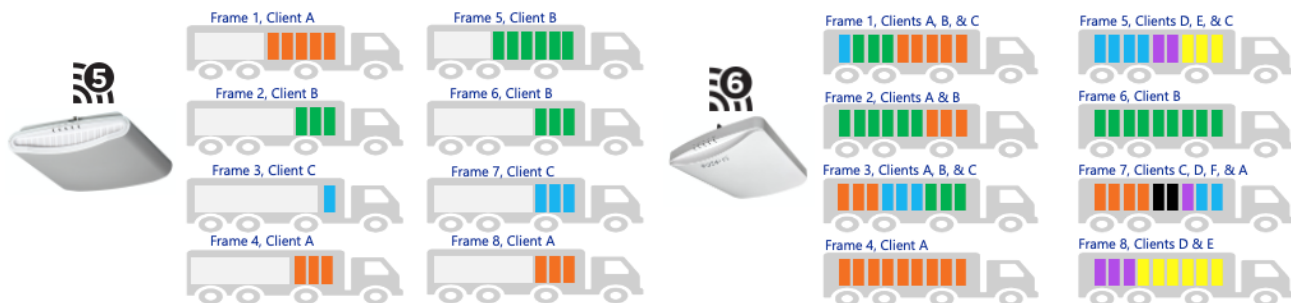 5
Frame 1, Client A
Frame 5, Client B
Frame 2, Client B
Frame 6, Client B
Frame 3, Client C
Frame 7, Client C
Frame 4, Client A
Frame 8, Client A
6
Frame 1, Clients A, B, & C
Frame 5, Clients D, E, & C
Frame 2, Clients A & B
Frame 6, Client B
Frame 3, Clients A, B, & C
Frame 7, Clients C, D, F, & A
Frame 4, Client A
Frame 8, Clients D & E